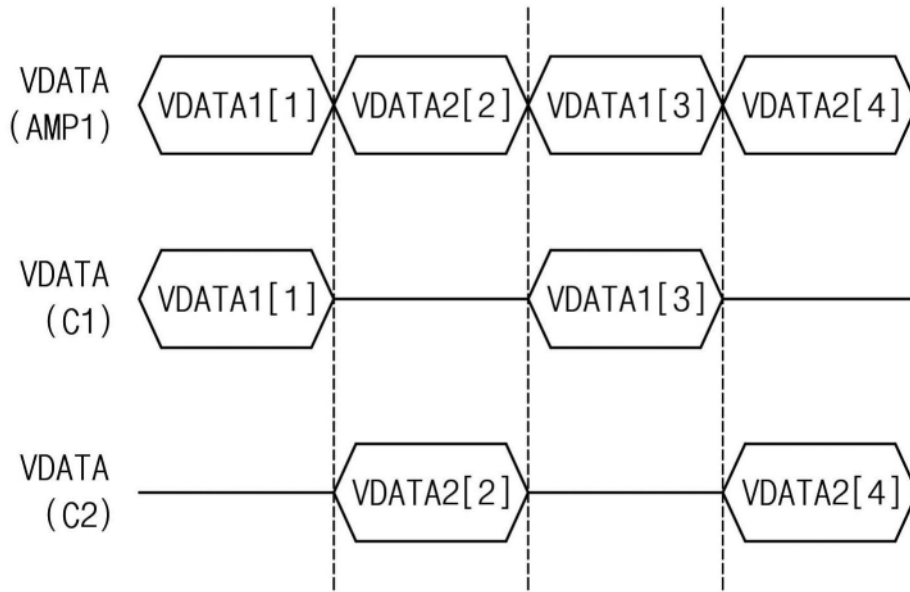 VDATA
(AMP1)
VDATA1[1]
VDATA2[2]
VDATA1[3]
VDATA2[4]
VDATA
(C1)
VDATA1[1]
VDATA1[3]
VDATA
(C2)
VDATA2[2]
VDATA2[4]